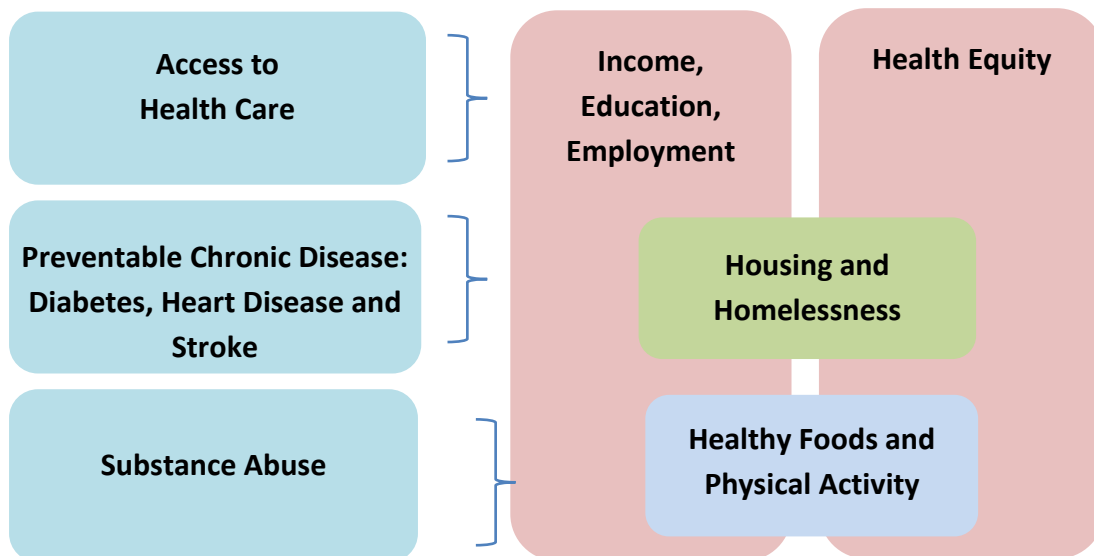 Access to
Health Care
Income,
Education,
Employment
Health Equity
Preventable Chronic Disease:
Diabetes, Heart Disease and
Stroke
Housing and
Homelessness
Substance Abuse
Healthy Foods and
Physical Activity